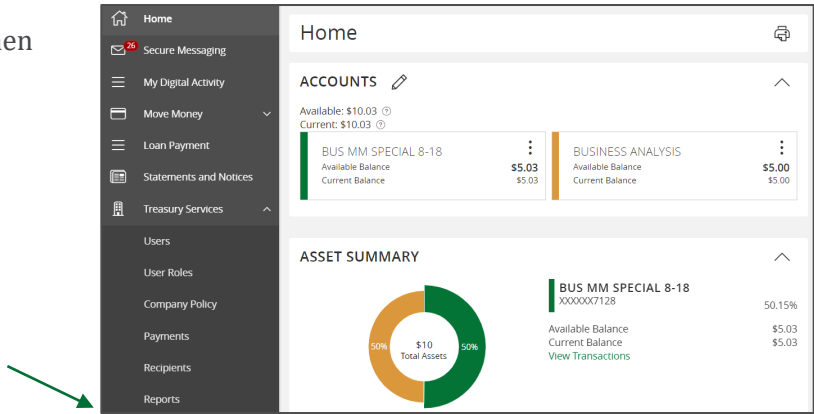 Home
26
Secure Messaging
My Digital Activity
Move Money
Loan Payment
Statements and Notices
Treasury Services
Users
User Roles
Company Policy
Payments
Recipients
Reports
Home
ACCOUNTS
Available: $10.03 ?
Current: $10.03 ?
BUS MM SPECIAL 8-18
Available Balance $5.03
Current Balance $5.03
BUSINESS ANALYSIS
Available Balance $5.00
Current Balance $5.00
ASSET SUMMARY
50%
$10
Total Assets
50%
BUS MM SPECIAL 8-18
XXXXXX7128 50.15%
Available Balance $5.03
Current Balance $5.03
View Transactions